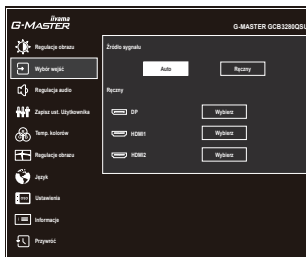 iiyama
G-MASTER
G-MASTER GCB3280QSU
Regulacja obrazu
Źródło sygnału
Wybór wejść
Auto
Ręczny
Regulacja audio
Ręczny
Zapisz ust. Użytkownika
DP
Wybierz
Temp. kolorów
HDMI1
Wybierz
Regulacja obrazu
HDMI2
Wybierz
Język
OSD
Ustawienia
Informacje
Przywróć